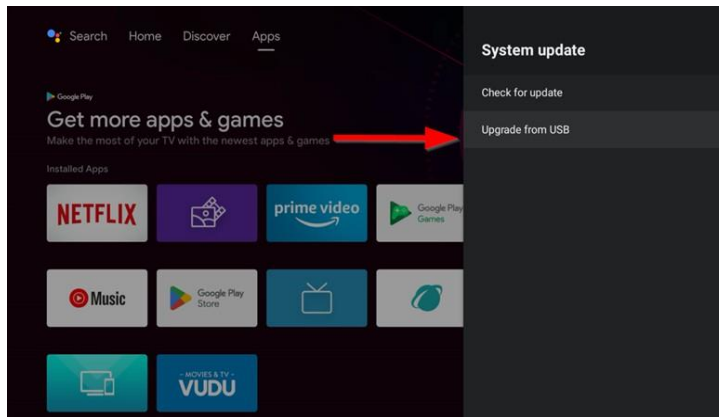 Search Home Discover Apps
Google Play
Get more apps & games
Make the most of your TV with the newest apps & games
Installed Apps
NETFLIX
prime video
Google Play
Games
Music
Google Play
Store
- MOVIES & TV -
VUDU
System update
Check for update
Upgrade from USB